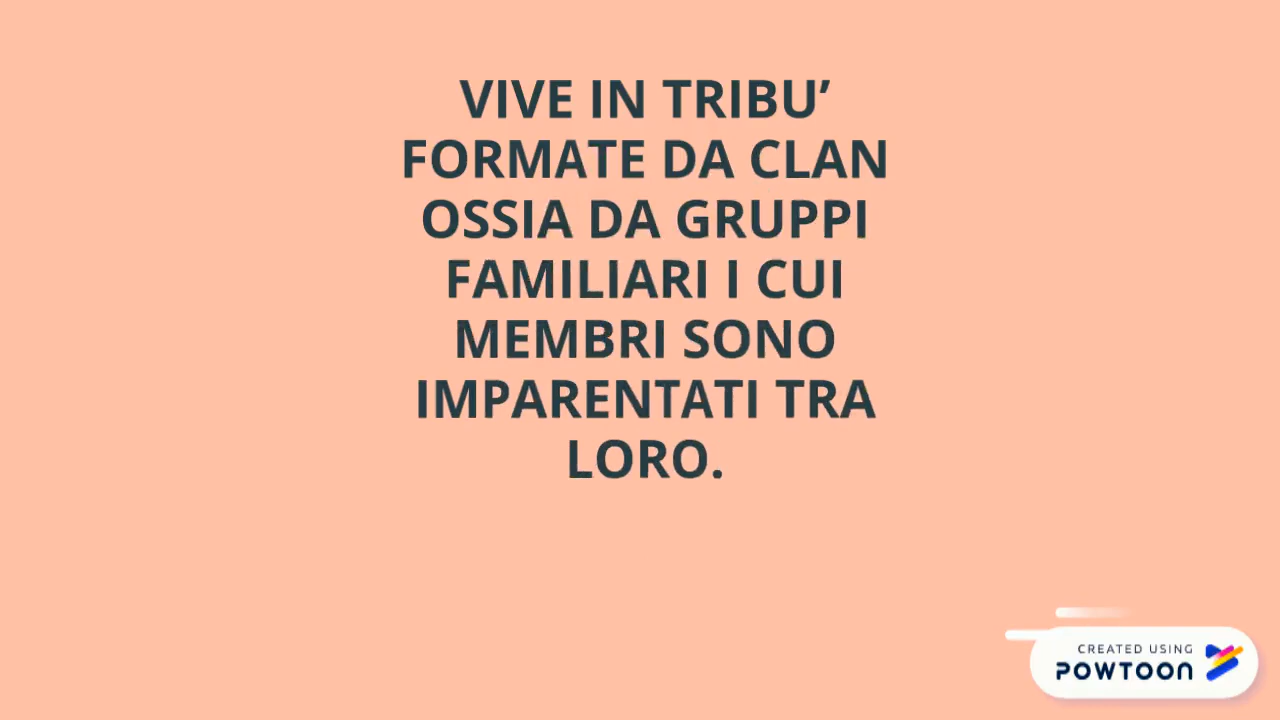 VIVE IN TRIBU’
FORMATE DA CLAN
OSSIA DA GRUPPI
FAMILIARI I CUI
MEMBRI SONO
IMPARENTATI TRA
LORO.
CREATED USING
POWTOON